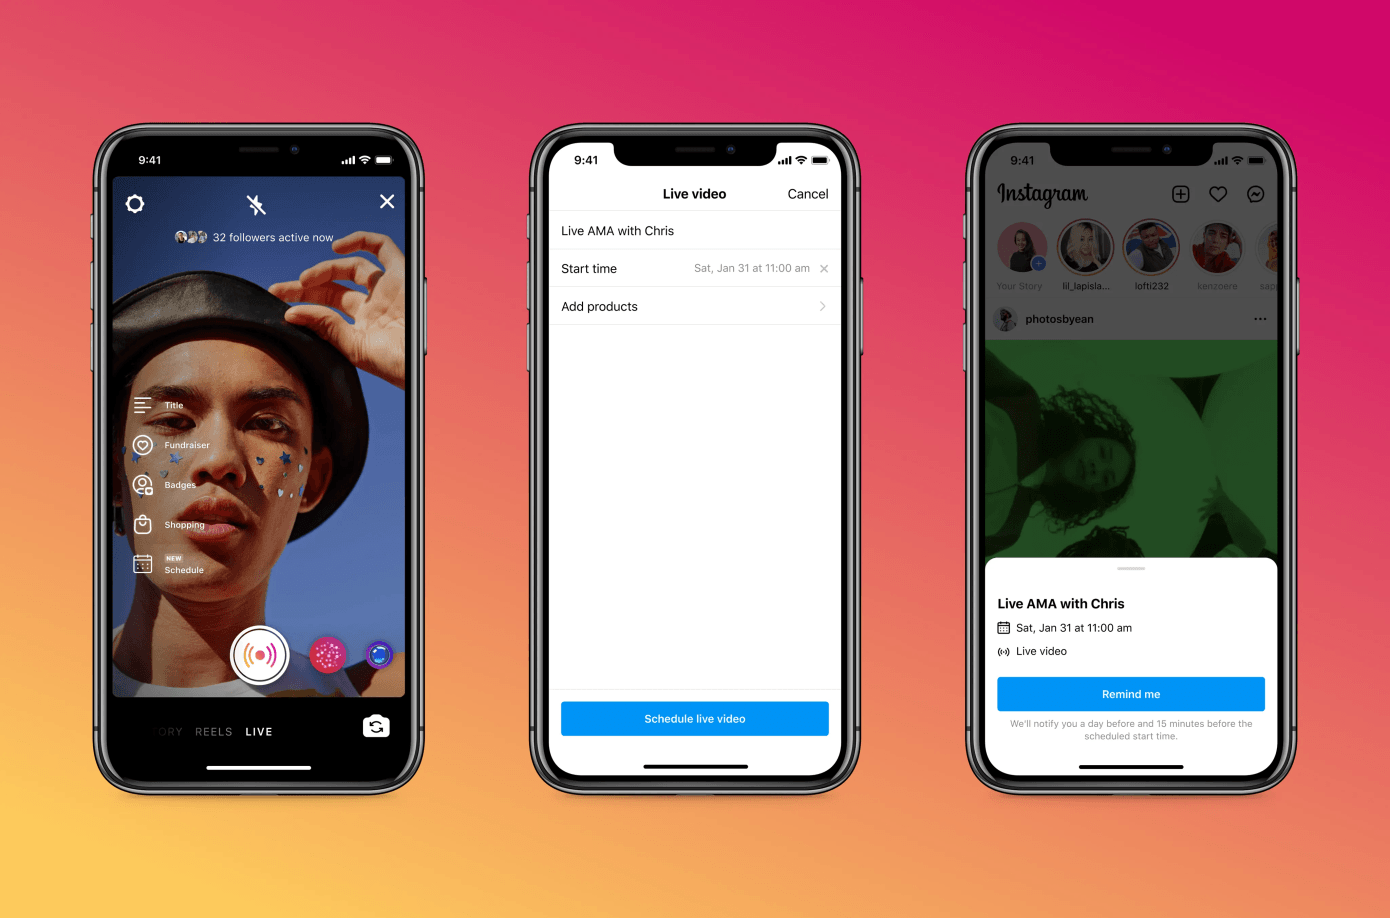 9:41
32 followers active now
Title
Fundraiser
Badges
Shopping
NEW
Schedule
ORY REELS LIVE
9:41
Live video Cancel
Live AMA with Chris
Start time Sat, Jan 31 at 11:00 am
Add products
Schedule live video
9:41
Instagram
Your Story lil_lapisla... lofti232 kenzoere sapp
photosbyean
Live AMA with Chris
Sat, Jan 31 at 11:00 am
Live video
Remind me
We'll notify you a day before and 15 minutes before the
scheduled start time.